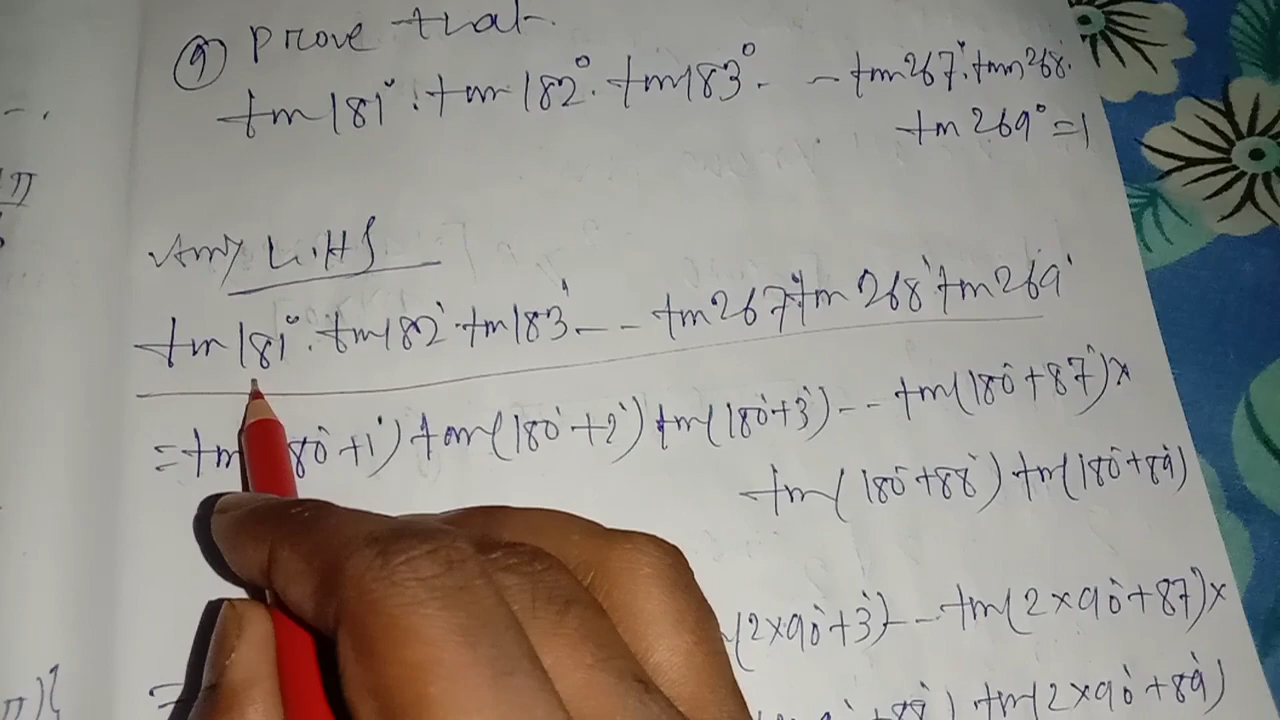 9 Prove that
tan 181°. tan 182°. tan 183°. - - tan 267°. tan 268°.
tan 269° = 1
Ans/ L.H.S
tan 181°. tan 182° tan 183° - - tan 267° tan 268° tan 269°
= tan 80° + 1°) tan (180° + 2°) tan (180° + 3°) - - tan (180° + 87°) ×
tan (180° + 88°) tan (180° + 89°)
(2×90° + 3°) - - tan (2×90° + 87°) ×
= tan (2×90° + 89°)